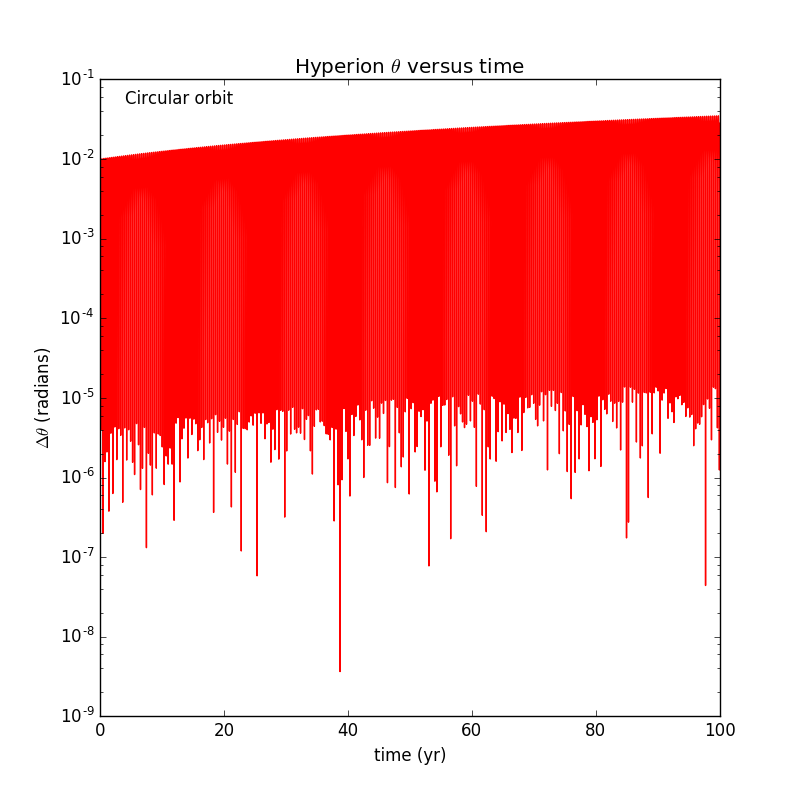 Hyperion θ versus time
Circular orbit
10⁻¹
10⁻²
10⁻³
10⁻⁴
10⁻⁵
10⁻⁶
10⁻⁷
10⁻⁸
10⁻⁹
Δθ (radians)
0 20 40 60 80 100
time (yr)